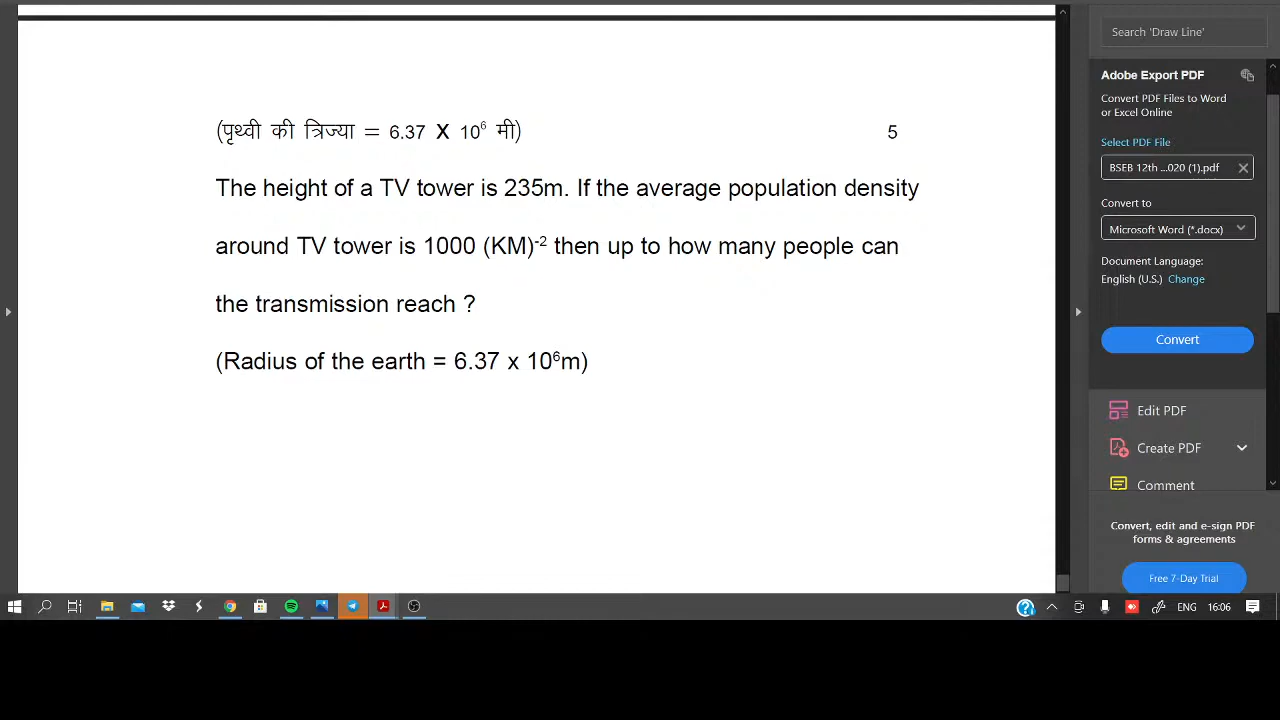 (पृथ्वी की त्रिज्या = 6.37 X 10⁶ मी) 5
The height of a TV tower is 235m. If the average population density
around TV tower is 1000 (KM)⁻² then up to how many people can
the transmission reach ?
(Radius of the earth = 6.37 x 10⁶m)
Search 'Draw Line'
Adobe Export PDF
Convert PDF Files to Word
or Excel Online
Select PDF File
BSEB 12th ...020 (1).pdf
Convert to
Microsoft Word (*.docx)
Document Language:
English (U.S.) Change
Convert
Edit PDF
Create PDF
Comment
Convert, edit and e-sign PDF
forms & agreements
Free 7-Day Trial
ENG 16:06